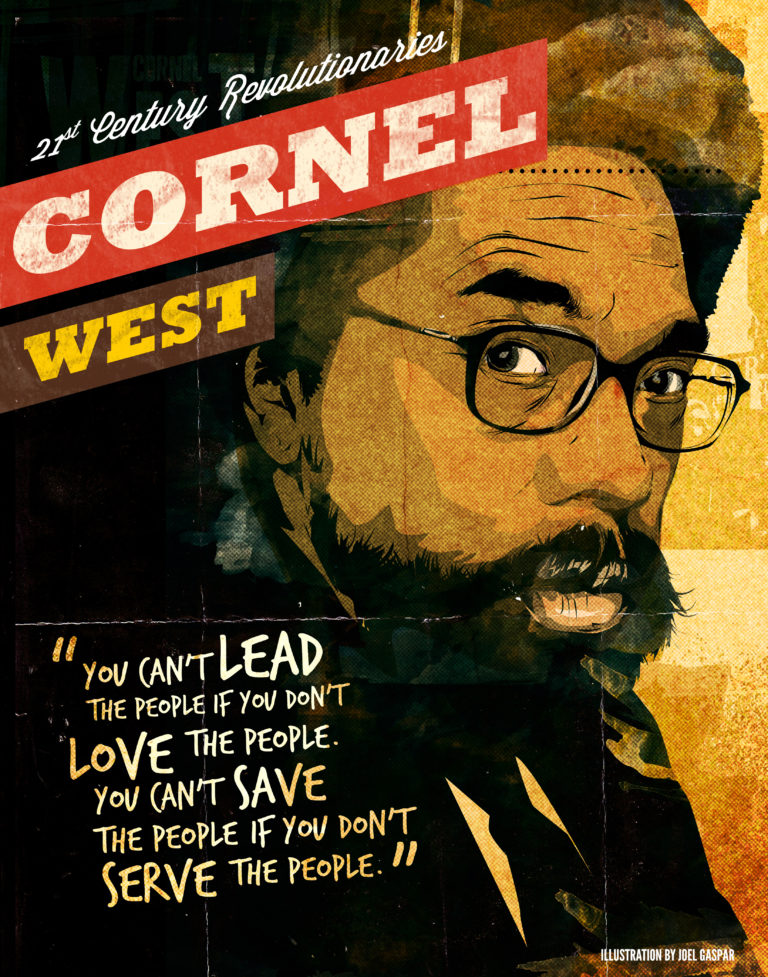 21st Century Revolutionaries
CORNEL
WEST
“YOU CAN'T LEAD
THE PEOPLE IF YOU DON'T
LOVE THE PEOPLE.
YOU CAN'T SAVE
THE PEOPLE IF YOU DON'T
SERVE THE PEOPLE.”
ILLUSTRATION BY JOEL GASPAR